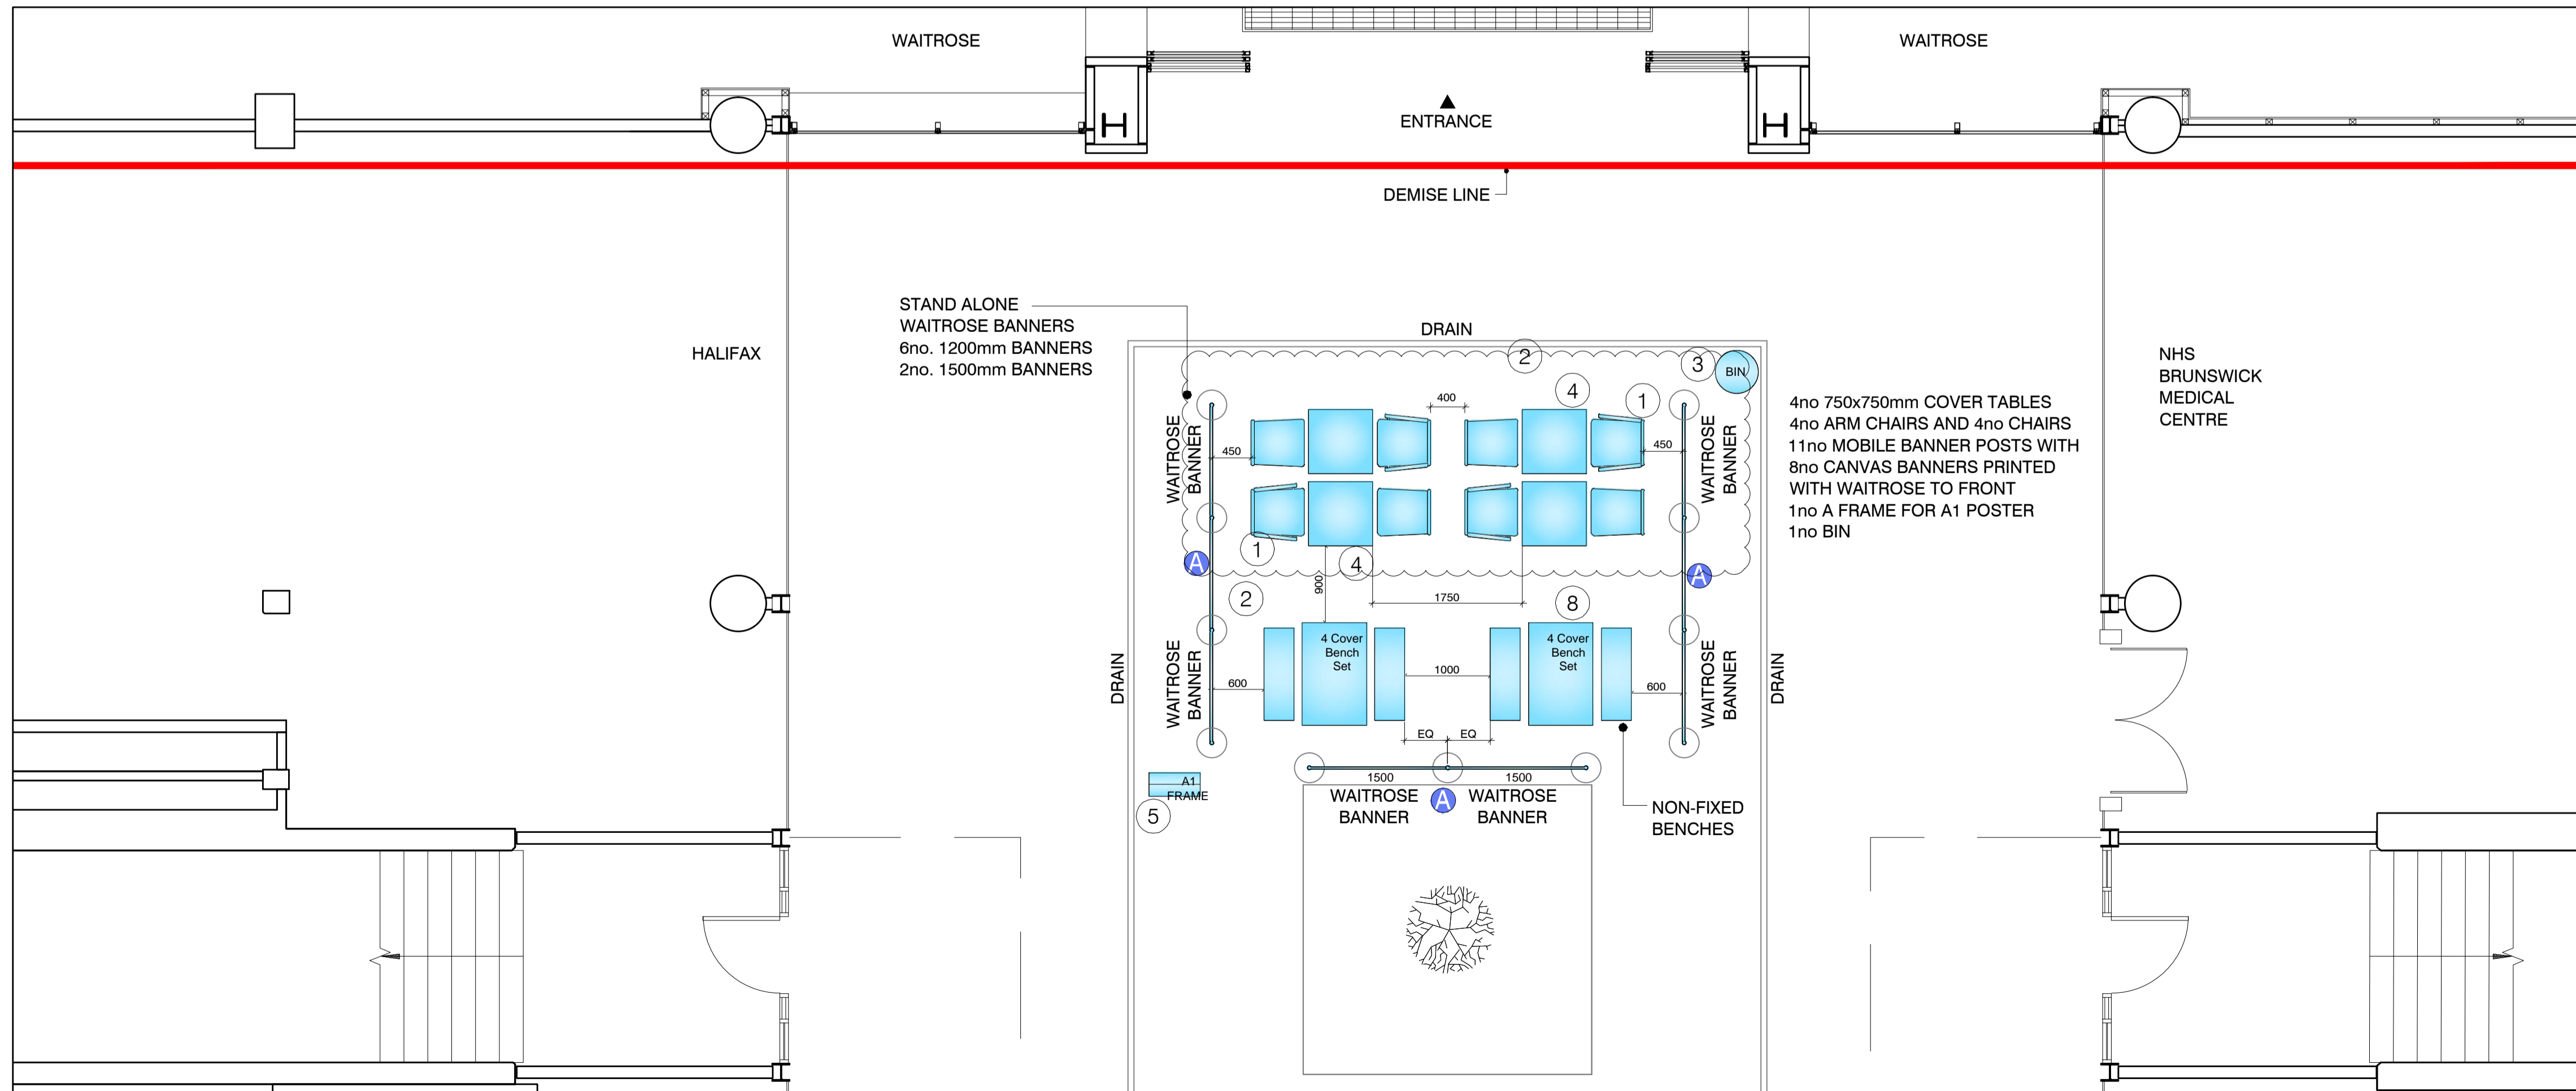 WAITROSE
WAITROSE
ENTRANCE
DEMISE LINE
STAND ALONE
WAITROSE BANNERS
6no. 1200mm BANNERS
2no. 1500mm BANNERS
DRAIN
HALIFAX
NHS
BRUNSWICK
MEDICAL
CENTRE
2
3
BIN
4
1
400
WAITROSE
BANNER
450
450
WAITROSE
BANNER
4no 750x750mm COVER TABLES
4no ARM CHAIRS AND 4no CHAIRS
11no MOBILE BANNER POSTS WITH
8no CANVAS BANNERS PRINTED
WITH WAITROSE TO FRONT
1no A FRAME FOR A1 POSTER
1no BIN
1
4
A
A
900
2
1750
8
DRAIN
WAITROSE
BANNER
4 Cover
Bench
Set
4 Cover
Bench
Set
WAITROSE
BANNER
DRAIN
600
1000
600
EQ
EQ
1500
1500
A1
FRAME
5
WAITROSE
BANNER
A
WAITROSE
BANNER
NON-FIXED
BENCHES